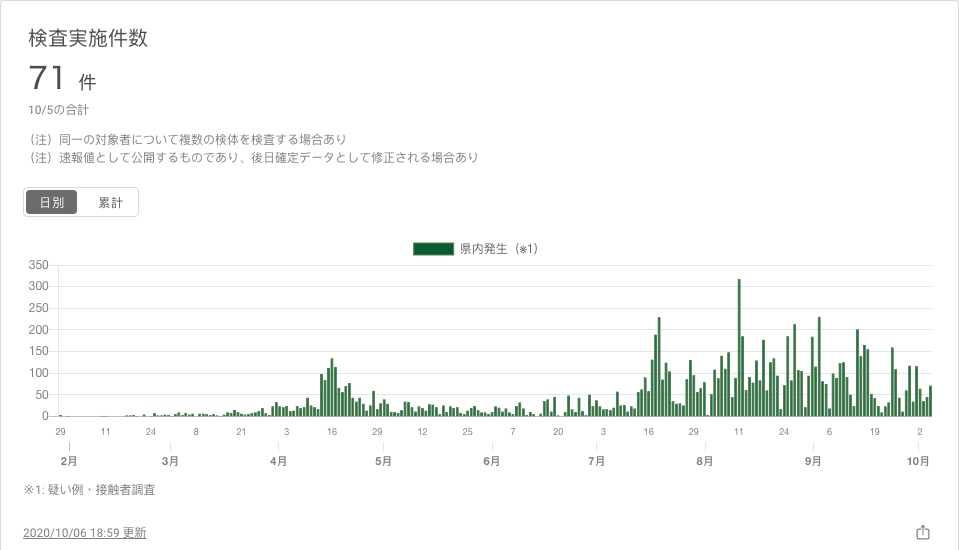 検査実施件数
71 件
10/5の合計
（注）同一の対象者について複数の検体を検査する場合あり
（注）速報値として公開するものであり、後日確定データとして修正される場合あり
日別 累計
県内発生（※1）
350
300
250
200
150
100
50
0
29 11 24 8 21 3 16 29 12 25 7 20 3 16 29 11 24 6 19 2
2月 3月 4月 5月 6月 7月 8月 9月 10月
※1: 疑い例・接触者調査
2020/10/06 18:59 更新